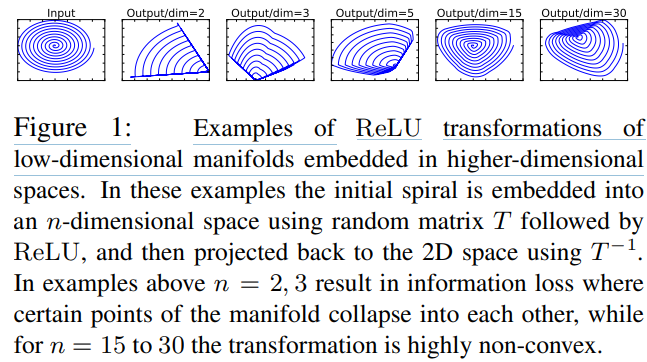 Input Output/dim=2 Output/dim=3 Output/dim=5 Output/dim=15 Output/dim=30
Figure 1: Examples of ReLU transformations of
low-dimensional manifolds embedded in higher-dimensional
spaces. In these examples the initial spiral is embedded into
an n-dimensional space using random matrix T followed by
ReLU, and then projected back to the 2D space using T⁻¹.
In examples above n = 2, 3 result in information loss where
certain points of the manifold collapse into each other, while
for n = 15 to 30 the transformation is highly non-convex.